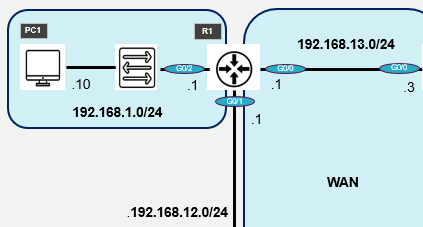 PC1
R1
192.168.13.0/24
G0/2
G0/0
G0/0
.10
.1
.1
.3
192.168.1.0/24
G0/1
.1
WAN
.192.168.12.0/24